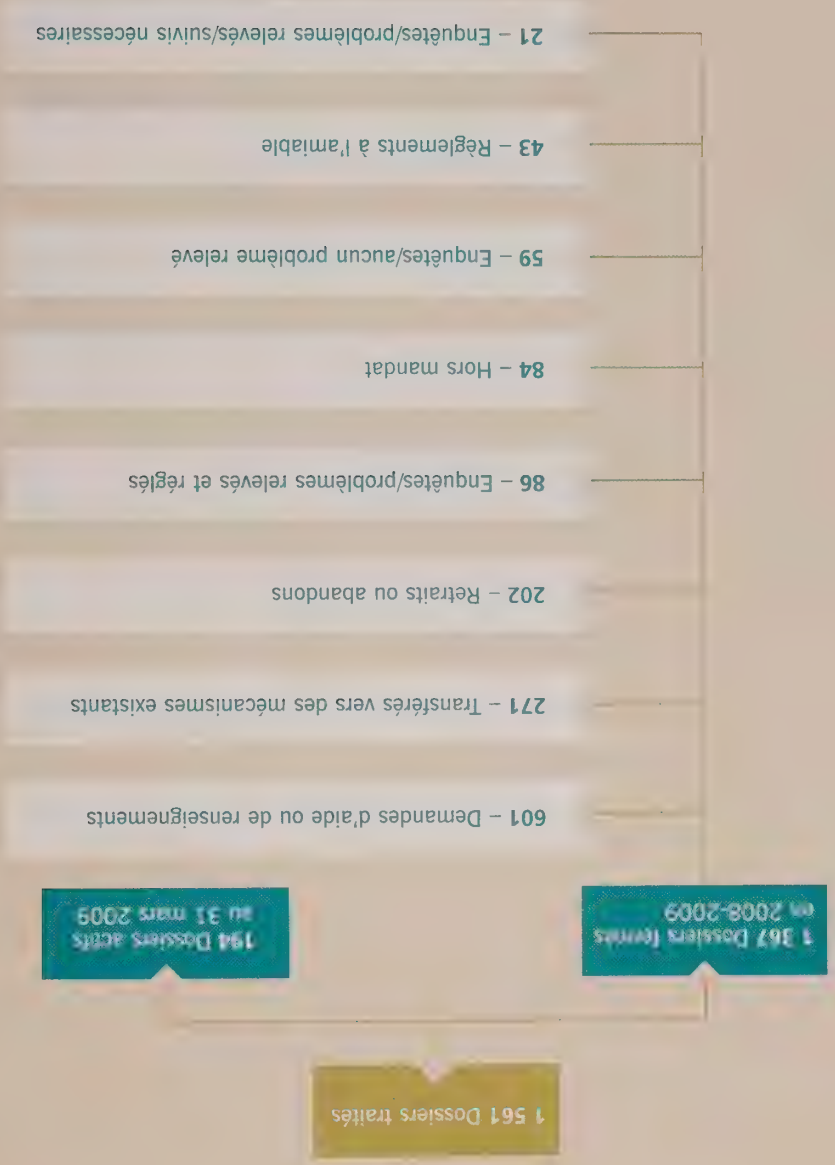 1 561 Dossiers traités
1 367 Dossiers fermés
en 2008-2009
194 Dossiers actifs
au 31 mars 2009
601 – Demandes d'aide ou de renseignements
271 – Transférés vers des mécanismes existants
202 – Retraits ou abandons
86 – Enquêtes/problèmes relevés et réglés
84 – Hors mandat
59 – Enquêtes/aucun problème relevé
43 – Règlements à l'amiable
21 – Enquêtes/problèmes relevés/suivis nécessaires